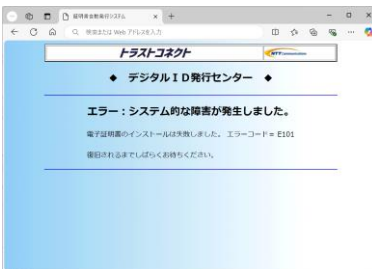 証明書自動発行システム
検索または Web アドレスを入力
トラストコネクト
NTT
◆ デジタルＩＤ発行センター ◆
エラー：システム的な障害が発生しました。
電子証明書のインストールは失敗しました。 エラーコード= E101
復旧されるまでしばらくお待ちください。